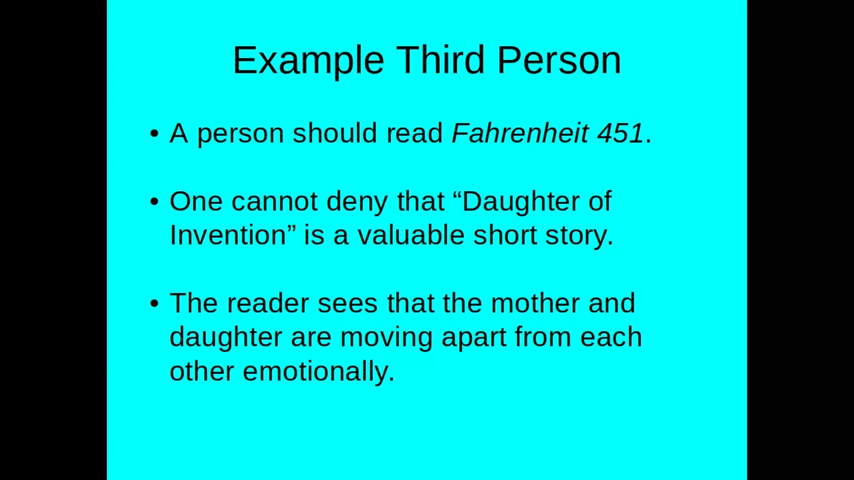 Example Third Person
• A person should read Fahrenheit 451.
• One cannot deny that “Daughter of
Invention” is a valuable short story.
• The reader sees that the mother and
daughter are moving apart from each
other emotionally.